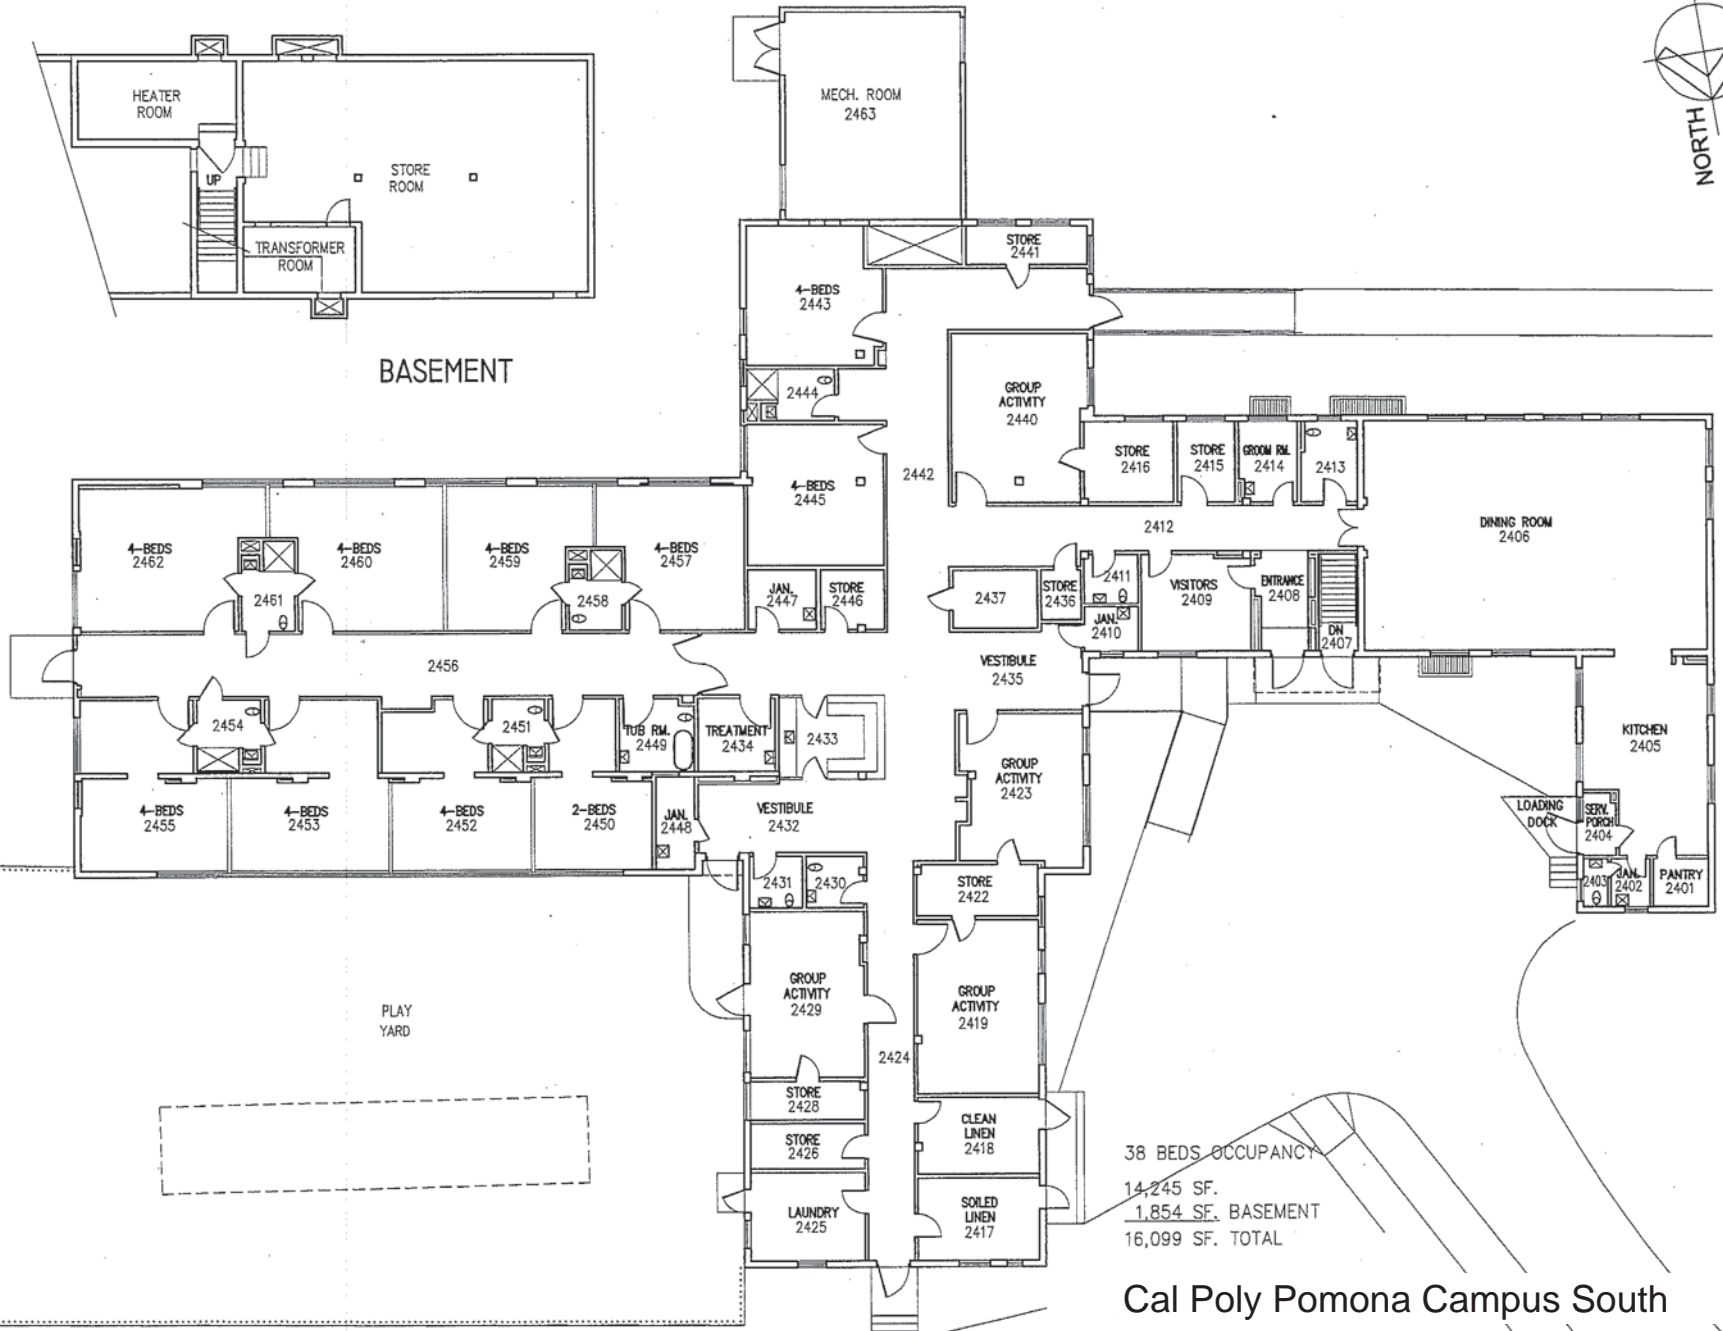 HEATER
ROOM
UP
STORE
ROOM
TRANSFORMER
ROOM
BASEMENT
MECH. ROOM
2463
NORTH
STORE
2441
4-BEDS
2443
2444
GROUP
ACTIVITY
2440
4-BEDS
2445
2442
STORE
2416
STORE
2415
GROOM RM.
2414
2413
2412
DINING ROOM
2406
4-BEDS
2462
4-BEDS
2460
4-BEDS
2459
4-BEDS
2457
2461
2458
JAN.
2447
STORE
2446
2437
STORE
2436
2411
JAN.
2410
VISITORS
2409
ENTRANCE
2408
DN
2407
2456
VESTIBULE
2435
2454
2451
TUB RM.
2449
TREATMENT
2434
2433
KITCHEN
2405
GROUP
ACTIVITY
2423
4-BEDS
2455
4-BEDS
2453
4-BEDS
2452
2-BEDS
2450
JAN.
2448
VESTIBULE
2432
LOADING
DOCK
SERV.
PORCH
2404
2403
JAN.
2402
PANTRY
2401
2431
2430
STORE
2422
GROUP
ACTIVITY
2429
GROUP
ACTIVITY
2419
PLAY
YARD
2424
STORE
2428
STORE
2426
CLEAN
LINEN
2418
LAUNDRY
2425
SOILED
LINEN
2417
38 BEDS OCCUPANCY
14,245 SF.
1,854 SF. BASEMENT
16,099 SF. TOTAL
Cal Poly Pomona Campus South